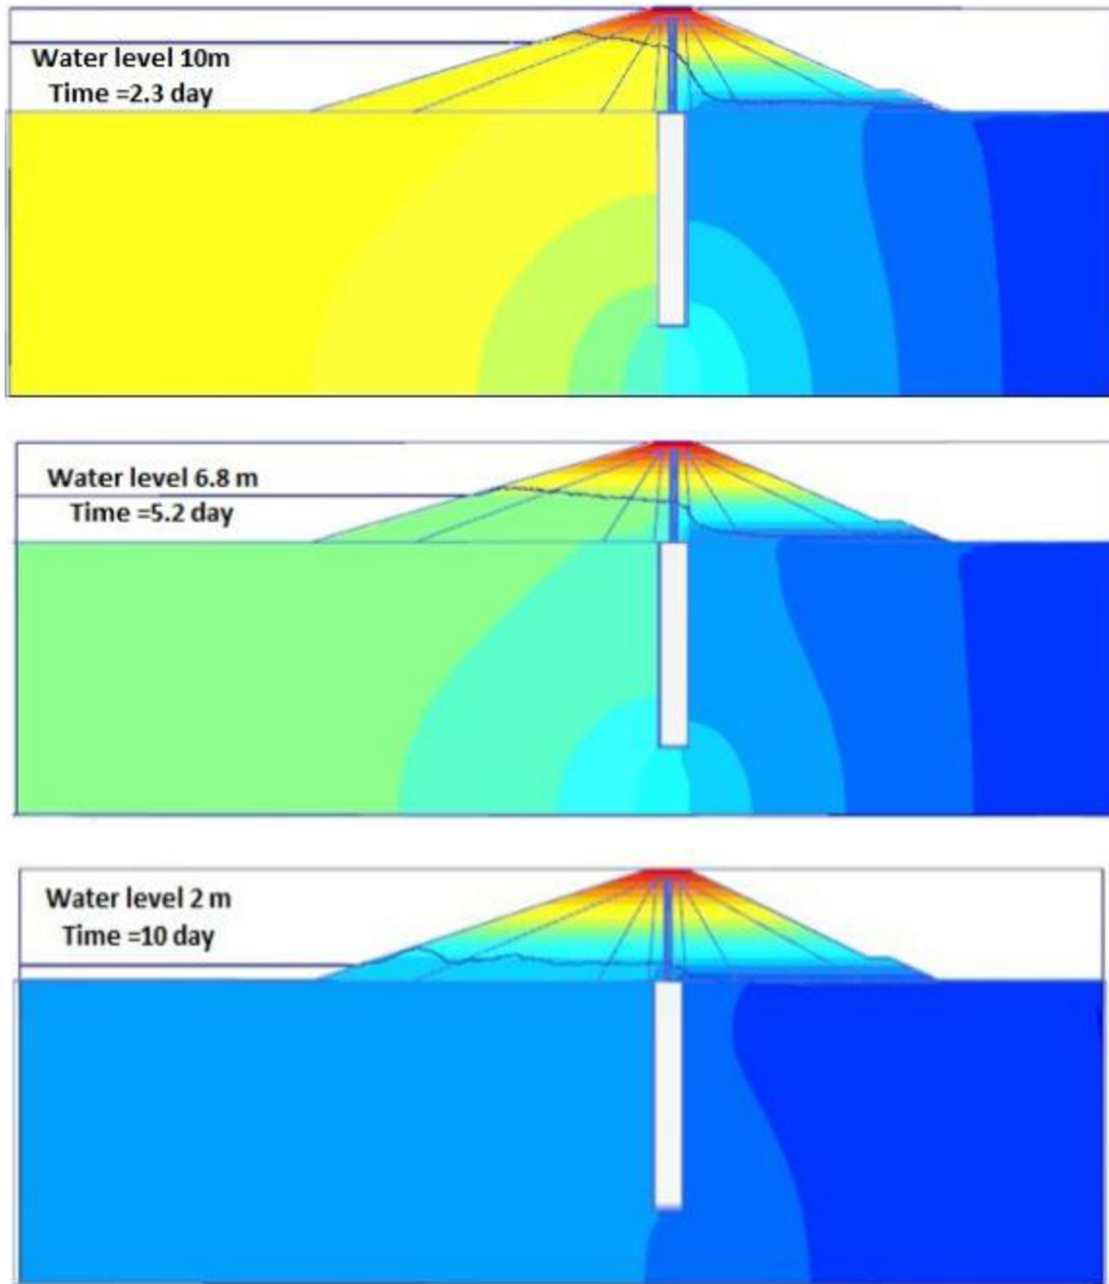 Water level 10m
Time =2.3 day
Water level 6.8 m
Time =5.2 day
Water level 2 m
Time =10 day